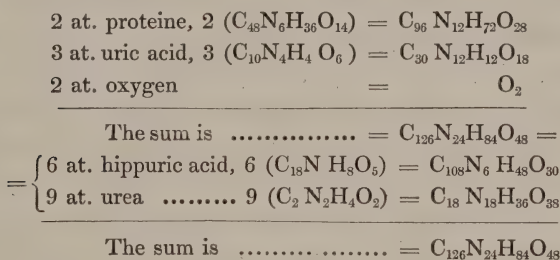 2 at. proteine, 2 (C₄₈N₆H₃₆O₁₄) = C₉₆ N₁₂H₇₂O₂₈
3 at. uric acid, 3 (C₁₀N₄H₄ O₆ ) = C₃₀ N₁₂H₁₂O₁₈
2 at. oxygen = O₂
The sum is ............... = C₁₂₆N₂₄H₈₄O₄₈ =
= { 6 at. hippuric acid, 6 (C₁₈N H₈O₅) = C₁₀₈N₆ H₄₈O₃₀
9 at. urea ......... 9 (C₂ N₂H₄O₂) = C₁₈ N₁₈H₃₆O₃₈
The sum is .................. = C₁₂₆N₂₄H₈₄O₄₈